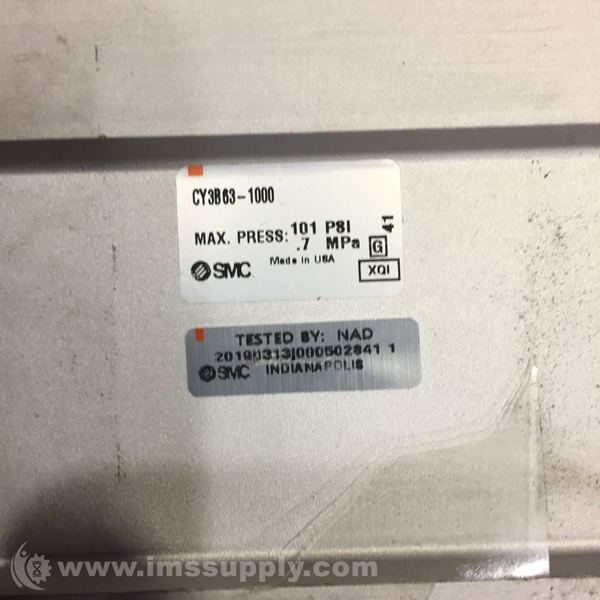 CY3B63-1000
MAX. PRESS: 101 PSI
.7 MPa
41
G
Made in USA
SMC
XQI
TESTED BY: NAD
20190313|000502841 1
SMC INDIANAPOLIS
www.imssupply.com